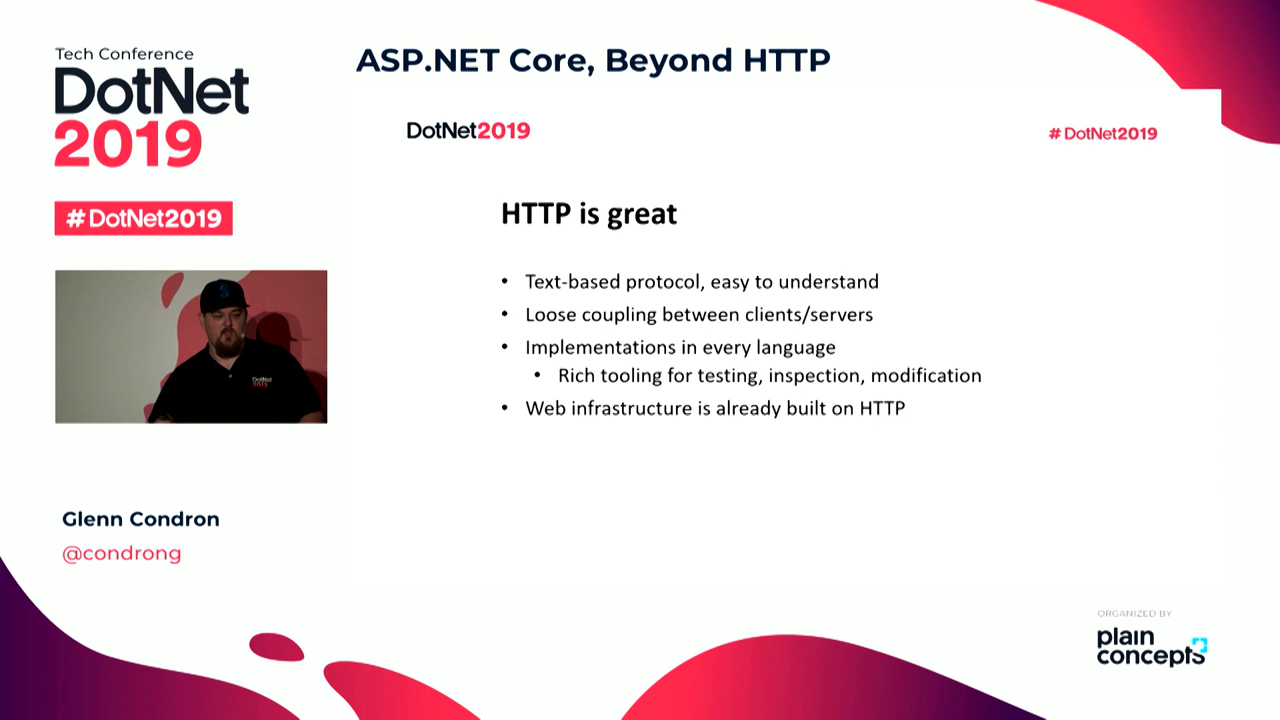 Tech Conference
DotNet
2019
#DotNet2019
ASP.NET Core, Beyond HTTP
DotNet2019
#DotNet2019
HTTP is great
• Text-based protocol, easy to understand
• Loose coupling between clients/servers
• Implementations in every language
• Rich tooling for testing, inspection, modification
• Web infrastructure is already built on HTTP
DotNet
2019
Glenn Condron
@condrong
ORGANIZED BY
plain
concepts